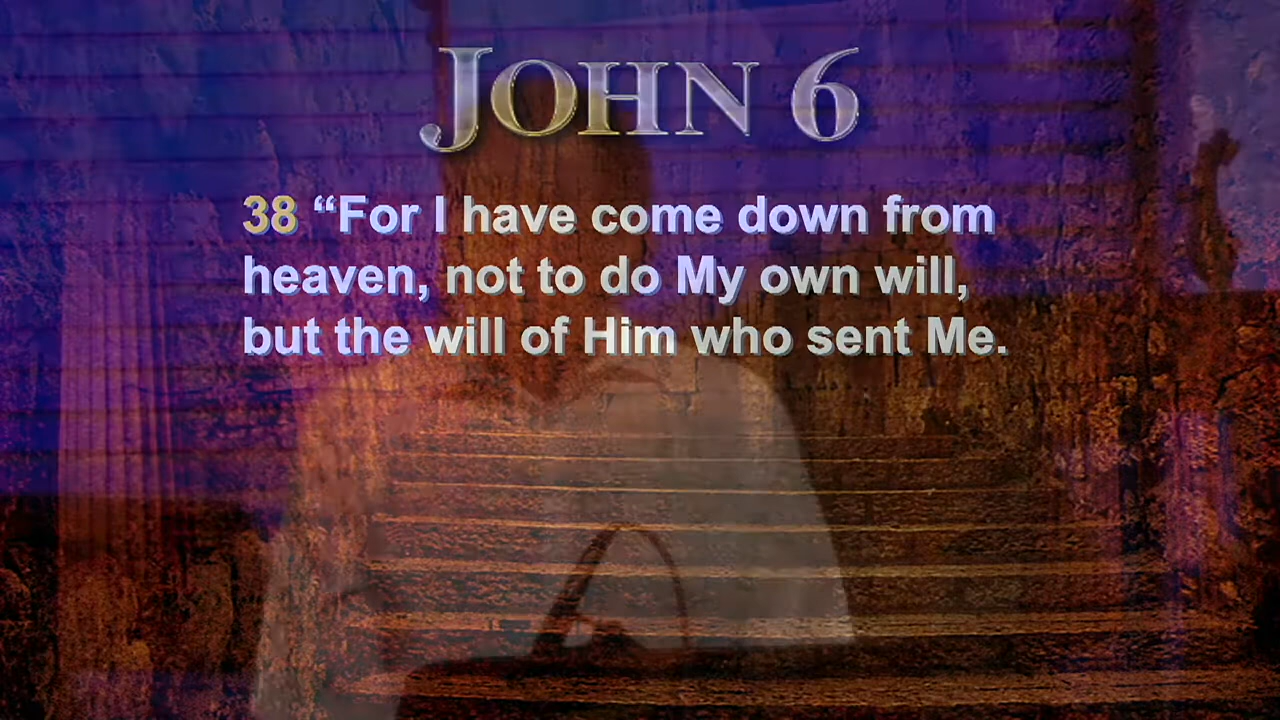 JOHN 6
38 “For I have come down from
heaven, not to do My own will,
but the will of Him who sent Me.